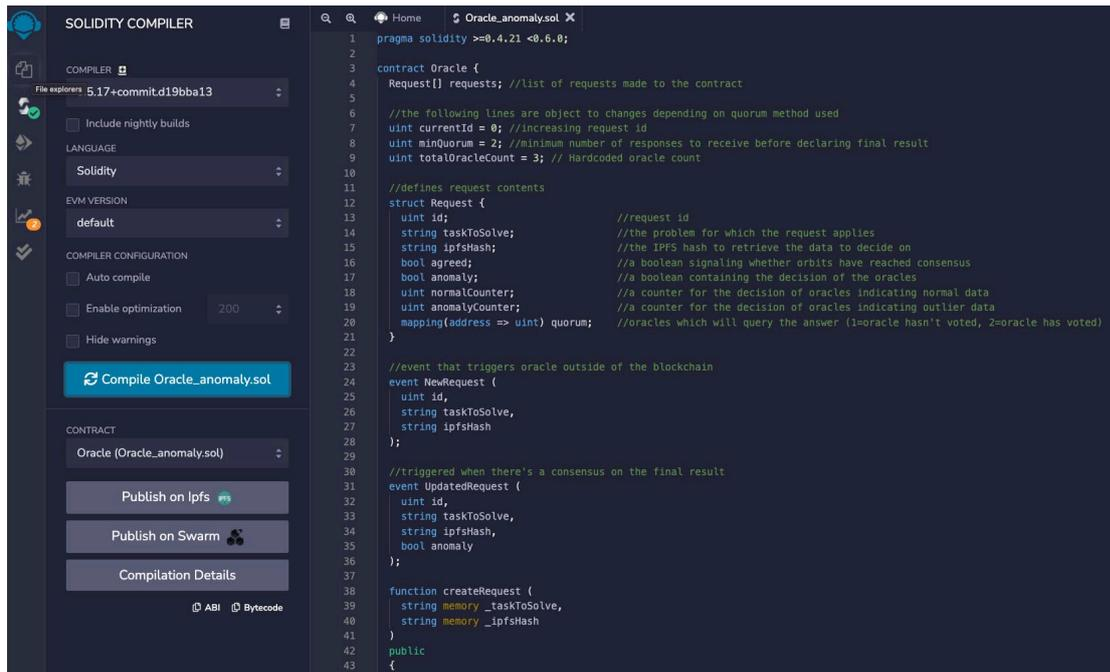 SOLIDITY COMPILER
COMPILER
File explorers
5.17+commit.d19bba13
Include nightly builds
LANGUAGE
Solidity
EVM VERSION
default
COMPILER CONFIGURATION
Auto compile
Enable optimization 200
Hide warnings
Compile Oracle_anomaly.sol
CONTRACT
Oracle (Oracle_anomaly.sol)
Publish on Ipfs IPFS
Publish on Swarm
Compilation Details
ABI Bytecode
2
Home Oracle_anomaly.sol
1 pragma solidity >=0.4.21 <0.6.0;
2
3 contract Oracle {
4 Request[] requests; //list of requests made to the contract
5
6 //the following lines are object to changes depending on quorum method used
7 uint currentId = 0; //increasing request id
8 uint minQuorum = 2; //minimum number of responses to receive before declaring final result
9 uint totalOracleCount = 3; // Hardcoded oracle count
10
11 //defines request contents
12 struct Request {
13 uint id; //request id
14 string taskToSolve; //the problem for which the request applies
15 string ipfsHash; //the IPFS hash to retrieve the data to decide on
16 bool agreed; //a boolean signaling whether orbits have reached consensus
17 bool anomaly; //a boolean containing the decision of the oracles
18 uint normalCounter; //a counter for the decision of oracles indicating normal data
19 uint anomalyCounter; //a counter for the decision of oracles indicating outlier data
20 mapping(address => uint) quorum; //oracles which will query the answer (1=oracle hasn't voted, 2=oracle has voted)
21 }
22
23 //event that triggers oracle outside of the blockchain
24 event NewRequest (
25 uint id,
26 string taskToSolve,
27 string ipfsHash
28 );
29
30 //triggered when there's a consensus on the final result
31 event UpdatedRequest (
32 uint id,
33 string taskToSolve,
34 string ipfsHash,
35 bool anomaly
36 );
37
38 function createRequest (
39 string memory _taskToSolve,
40 string memory _ipfsHash
41 )
42 public
43 {